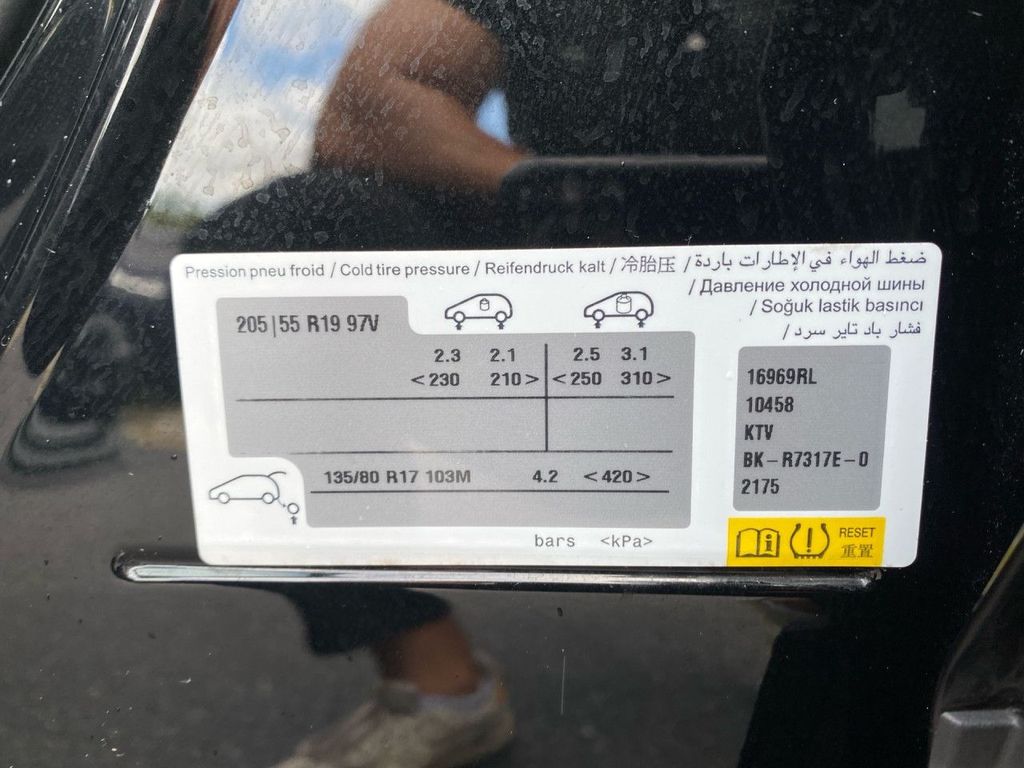 Pression pneu froid / Cold tire pressure / Reifendruck kalt / 冷胎压 / ضغط الهواء في الإطارات باردة
/ Давление холодной шины
/ Soğuk lastik basıncı
/ فشار باد تایر سرد
205|55 R19 97V
2.3 2.1 2.5 3.1
<230 210> <250 310>
135/80 R17 103M 4.2 <420>
bars <kPa>
16969RL
10458
KTV
BK-R7317E-0
2175
RESET
重置